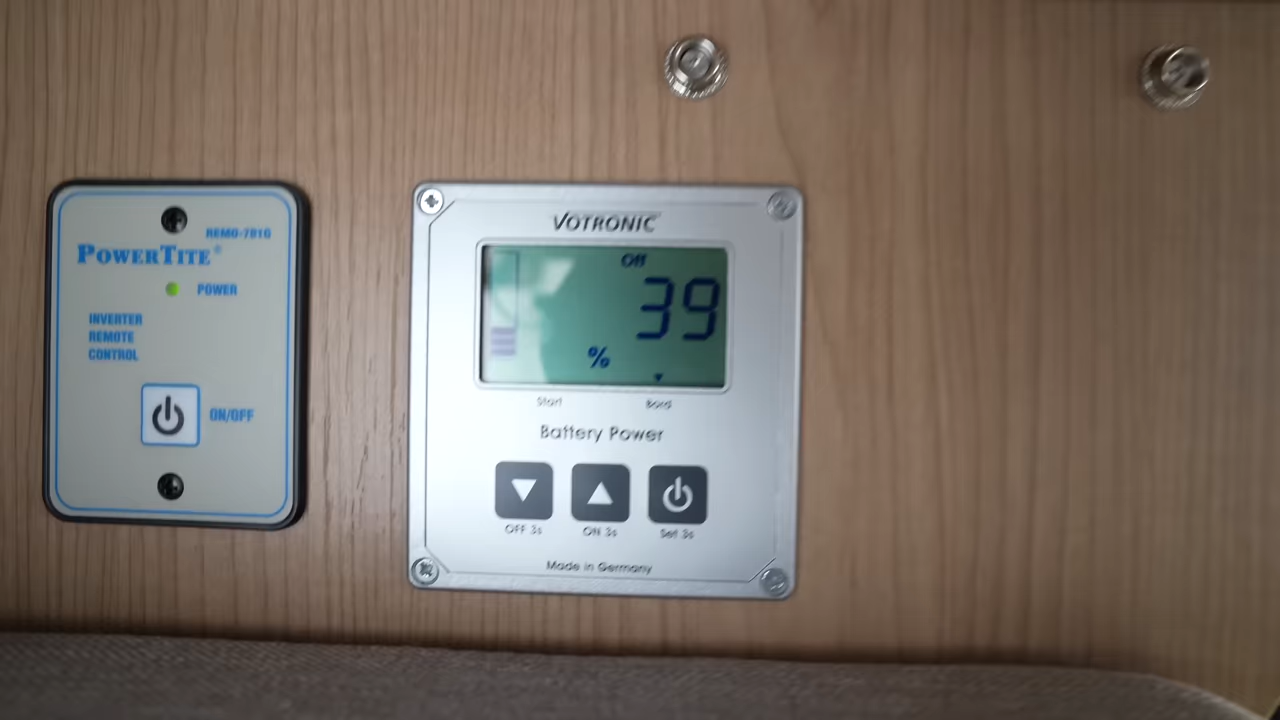 REMO-7810
POWERTITE®
POWER
INVERTER
REMOTE
CONTROL
ON/OFF
VOTRONIC
Off
39
%
Start Bord
Battery Power
OFF 3s ON 3s Set 3s
Made in Germany